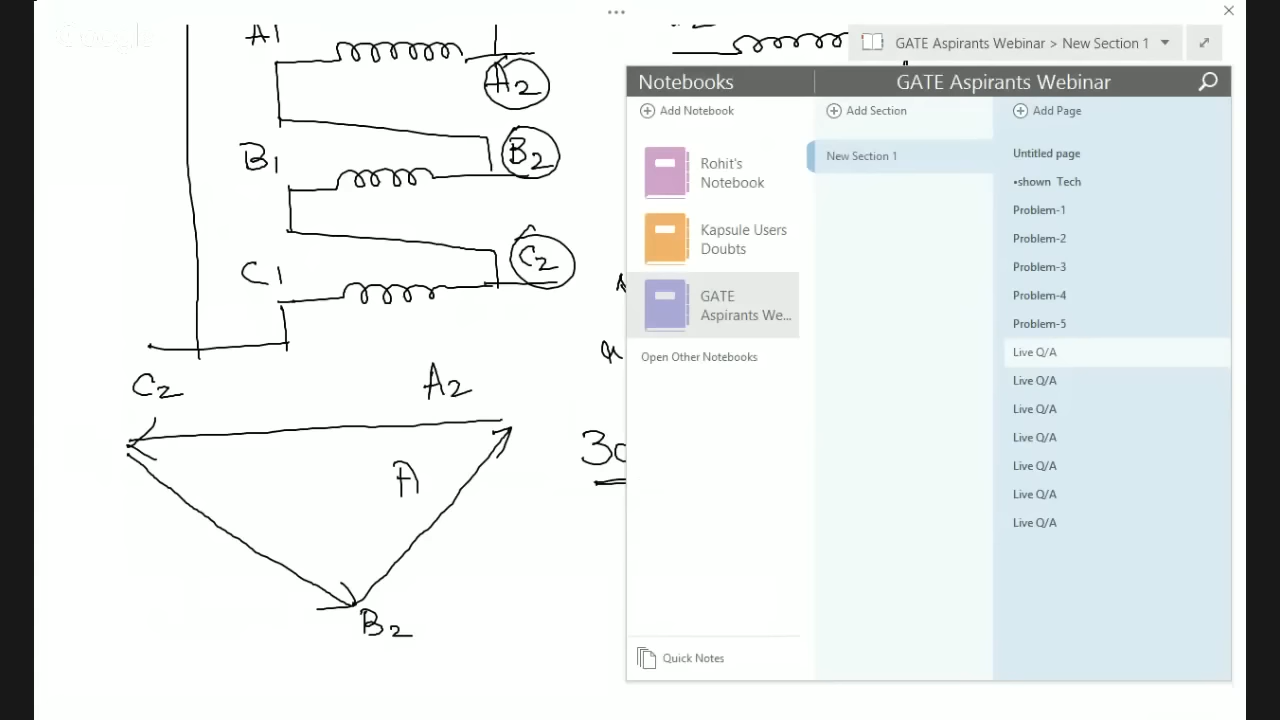 Google
A1
A2
B1
B2
C1
C2
C2
A2
A
B2
30
GATE Aspirants Webinar > New Section 1
Notebooks
GATE Aspirants Webinar
Add Notebook
Add Section
Add Page
Rohit's
Notebook
Kapsule Users
Doubts
GATE
Aspirants We...
Open Other Notebooks
Quick Notes
New Section 1
Untitled page
•shown Tech
Problem-1
Problem-2
Problem-3
Problem-4
Problem-5
Live Q/A
Live Q/A
Live Q/A
Live Q/A
Live Q/A
Live Q/A
Live Q/A